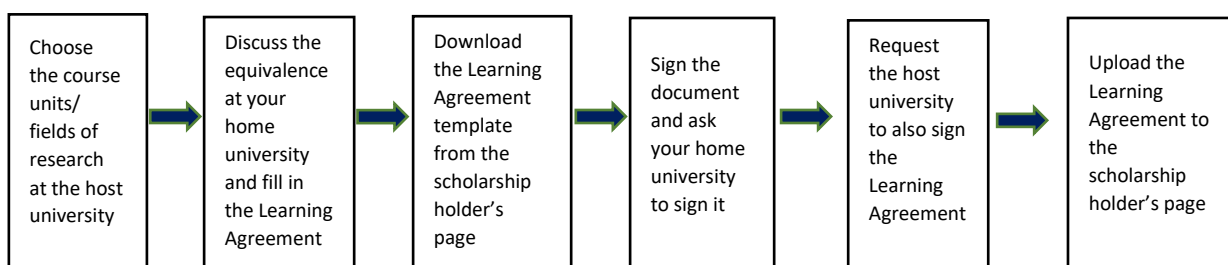 Choose
the course
units/
fields of
research
at the host
university
Discuss the
equivalence
at your
home
university
and fill in
the Learning
Agreement
Download
the Learning
Agreement
template
from the
scholarship
holder’s
page
Sign the
document
and ask
your home
university
to sign it
Request
the host
university
to also sign
the
Learning
Agreement
Upload the
Learning
Agreement to
the
scholarship
holder’s page